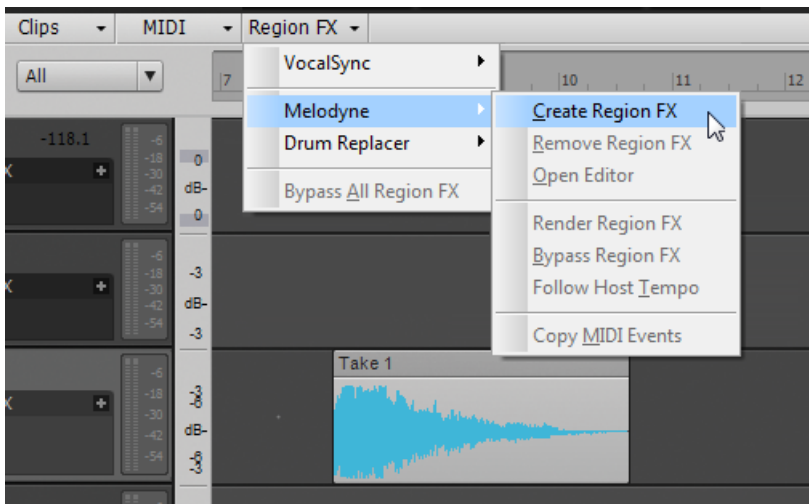 Clips MIDI Region FX
All
7 10 11 12
VocalSync
Melodyne
Drum Replacer
Bypass All Region FX
Create Region FX
Remove Region FX
Open Editor
Render Region FX
Bypass Region FX
Follow Host Tempo
Copy MIDI Events
-118.1
-6
-18
-30
-42
-54
0
dB-
0
-6
-18
-30
-42
-54
-3
dB-
-3
Take 1
-6
-18
-30
-42
-54
dB-